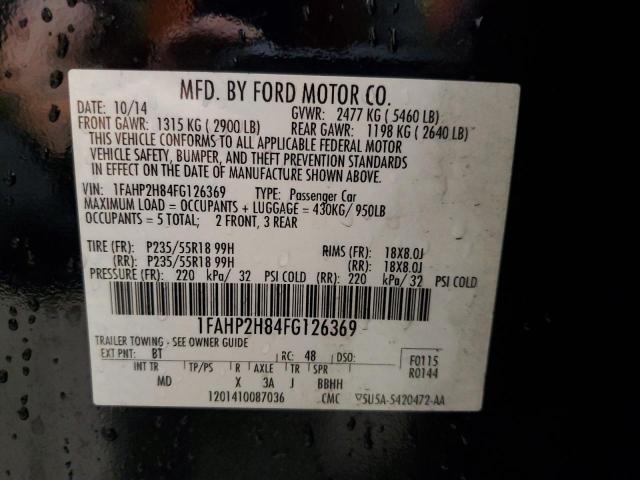 MFD. BY FORD MOTOR CO.
DATE: 10/14 GVWR: 2477 KG ( 5460 LB)
FRONT GAWR: 1315 KG ( 2900 LB) REAR GAWR: 1198 KG ( 2640 LB)
THIS VEHICLE CONFORMS TO ALL APPLICABLE FEDERAL MOTOR
VEHICLE SAFETY, BUMPER, AND THEFT PREVENTION STANDARDS
IN EFFECT ON THE DATE OF MANUFACTURE SHOWN ABOVE.
VIN: 1FAHP2H84FG126369 TYPE: Passenger Car
MAXIMUM LOAD = OCCUPANTS + LUGGAGE = 430KG/ 950LB
OCCUPANTS = 5 TOTAL; 2 FRONT, 3 REAR
TIRE (FR): P235/55R18 99H RIMS (FR): 18X8.0J
(RR): P235/55R18 99H (RR): 18X8.0J
PRESSURE (FR): 220 kPa/ 32 PSI COLD (RR): 220 kPa/ 32 PSI COLD
1FAHP2H84FG126369
TRAILER TOWING - SEE OWNER GUIDE
EXT PNT: BT RC: 48 DSO: F0115
INT TR TP/PS R AXLE TR SPR R0144
MD X 3A J BBHH
1201410087036 CMC ▽5U5A-5420472-AA